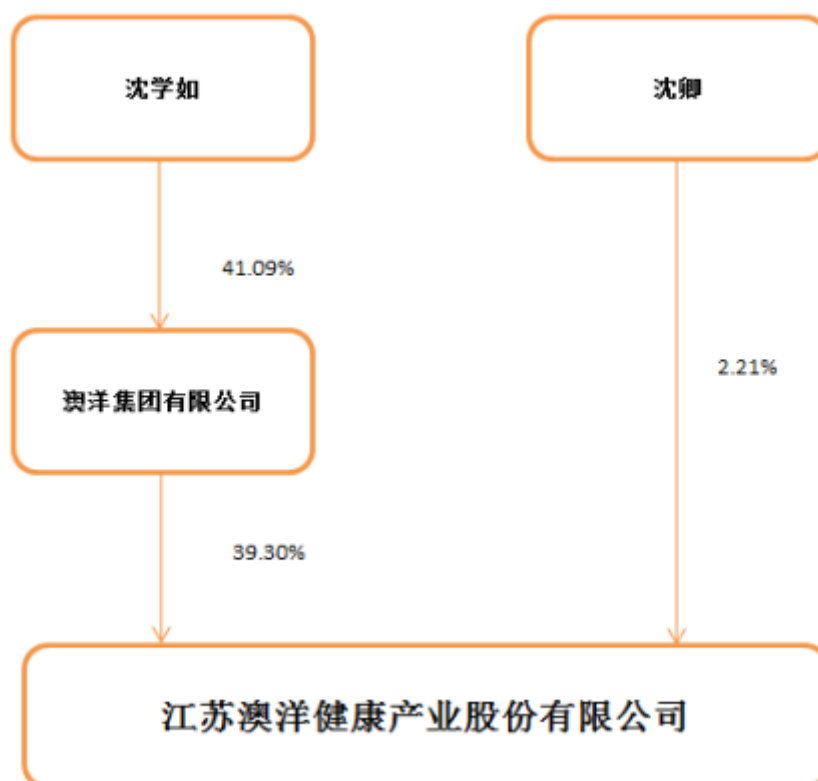 沈学如
沈卿
41.09%
澳洋集团有限公司
2.21%
39.30%
江苏澳洋健康产业股份有限公司